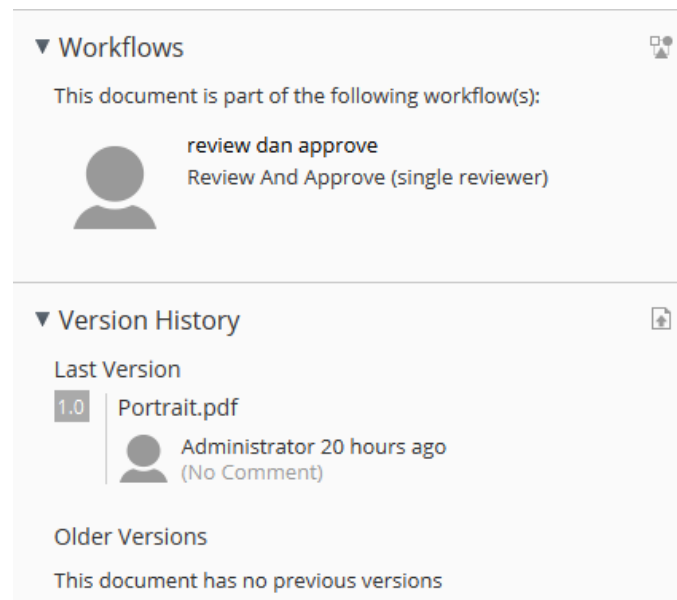 Workflows
This document is part of the following workflow(s):
review dan approve
Review And Approve (single reviewer)
Version History
Last Version
1.0 Portrait.pdf
Administrator 20 hours ago
(No Comment)
Older Versions
This document has no previous versions